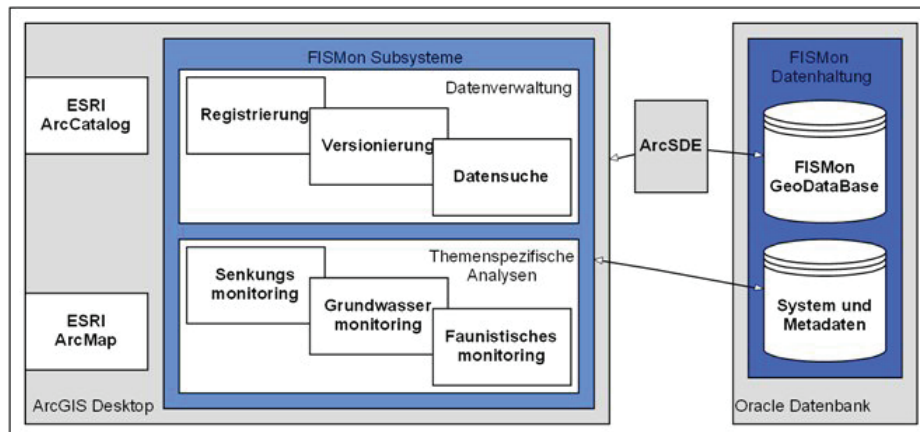 FISMon Subsysteme
ESRI
ArcCatalog
Datenverwaltung
Registrierung
Versionierung
Datensuche
Themenspezifische
Analysen
Senkungs
monitoring
Grundwasser
monitoring
Faunistisches
monitoring
ESRI
ArcMap
ArcGIS Desktop
ArcSDE
FISMon
Datenhaltung
FISMon
GeoDataBase
System und
Metadaten
Oracle Datenbank